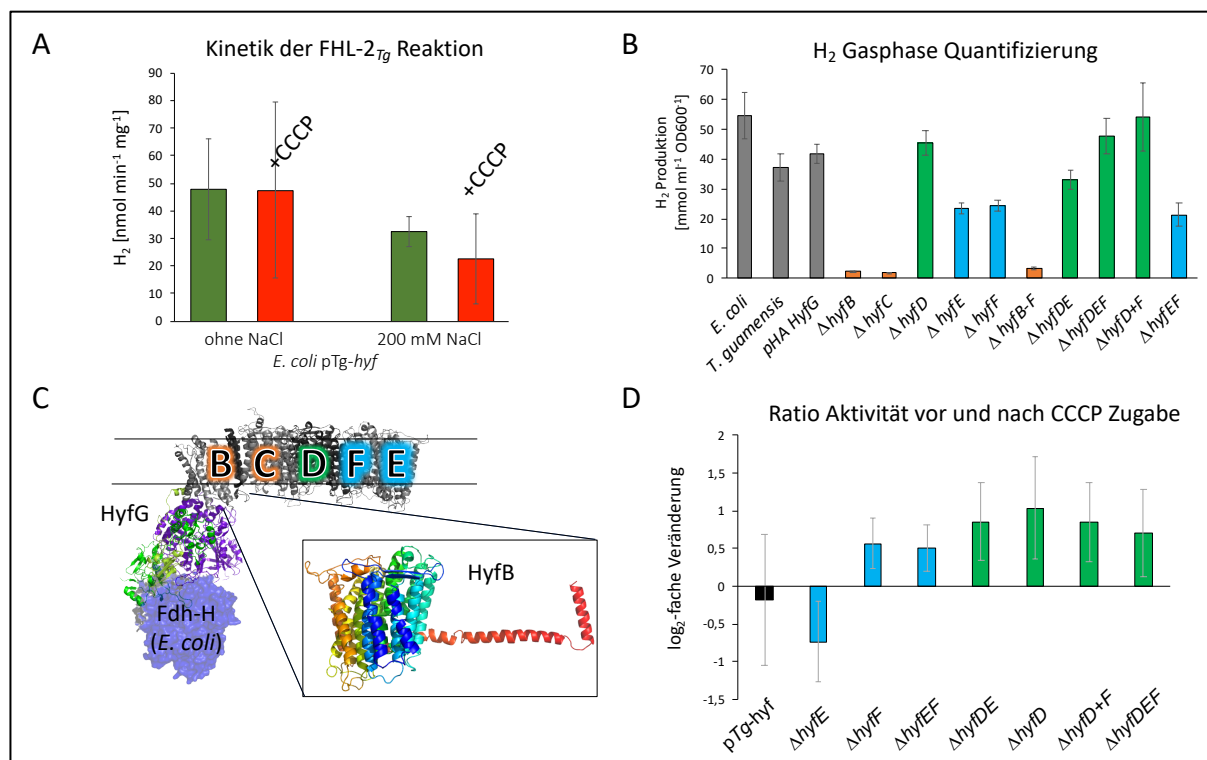 A
Kinetik der FHL-2Tg Reaktion
H2 [nmol min-1 mg-1]
90
80
70
60
50
40
30
20
10
0
+CCCP
+CCCP
ohne NaCl
200 mM NaCl
E. coli pTg-hyf
B
H2 Gasphase Quantifizierung
H2 Produktion
[mmol ml-1 OD600-1]
70
60
50
40
30
20
10
0
E. coli
T. guamensis
pHA HyfG
Δ hyfB
Δ hyfC
Δ hyfD
Δ hyfE
Δ hyfF
Δ hyfB-F
Δ hyfDE
Δ hyfDEF
Δ hyfD+F
Δ hyfEF
C
B C D F E
HyfG
Fdh-H
(E. coli)
HyfB
D
Ratio Aktivität vor und nach CCCP Zugabe
log2-fache Veränderung
2
1,5
1
0,5
0
-0,5
-1
-1,5
pTg-hyf
ΔhyfE
ΔhyfF
ΔhyfEF
ΔhyfDE
ΔhyfD
ΔhyfD+F
ΔhyfDEF